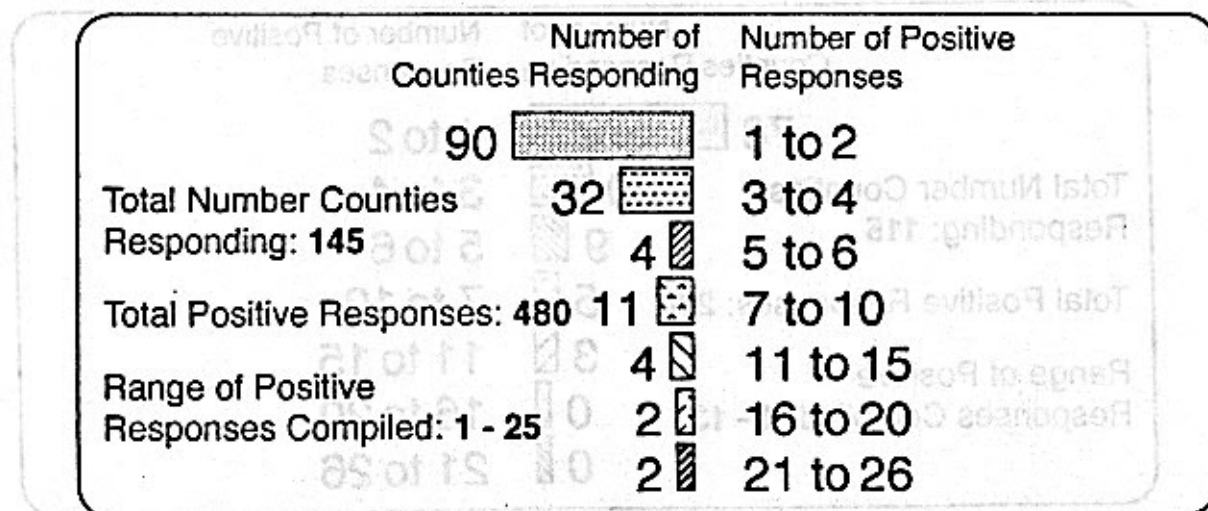 Number of Counties Responding
Number of Positive Responses
90 1 to 2
32 3 to 4
4 5 to 6
11 7 to 10
4 11 to 15
2 16 to 20
2 21 to 26
Total Number Counties
Responding: 145
Total Positive Responses: 480
Range of Positive
Responses Compiled: 1 - 25